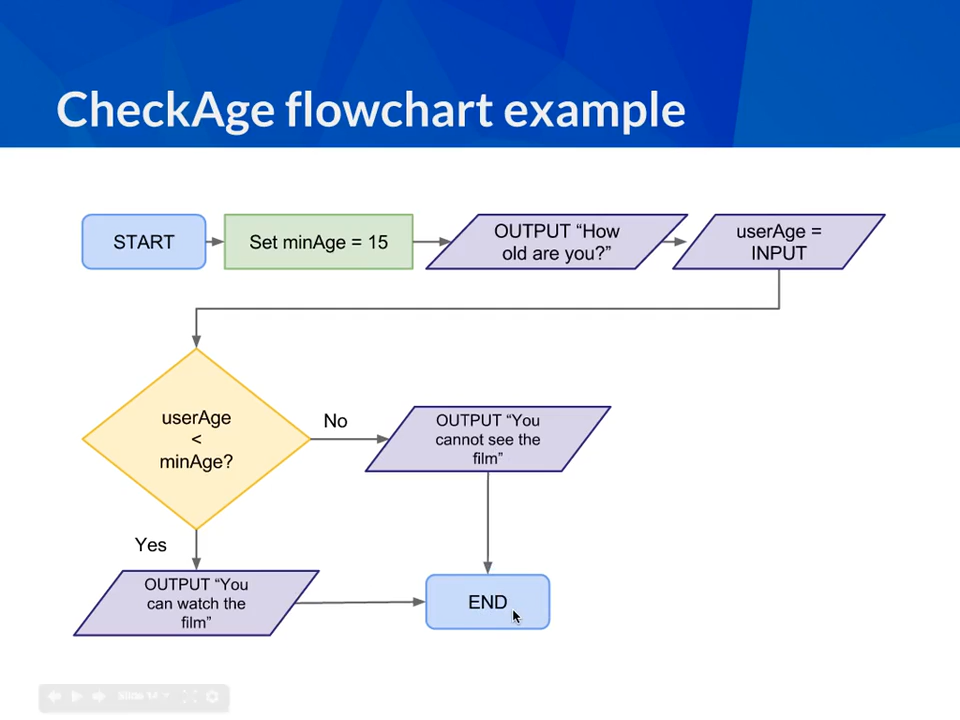 CheckAge flowchart example
START
Set minAge = 15
OUTPUT “How
old are you?”
userAge =
INPUT
userAge
<
minAge?
No
OUTPUT “You
cannot see the
film”
Yes
OUTPUT “You
can watch the
film”
END